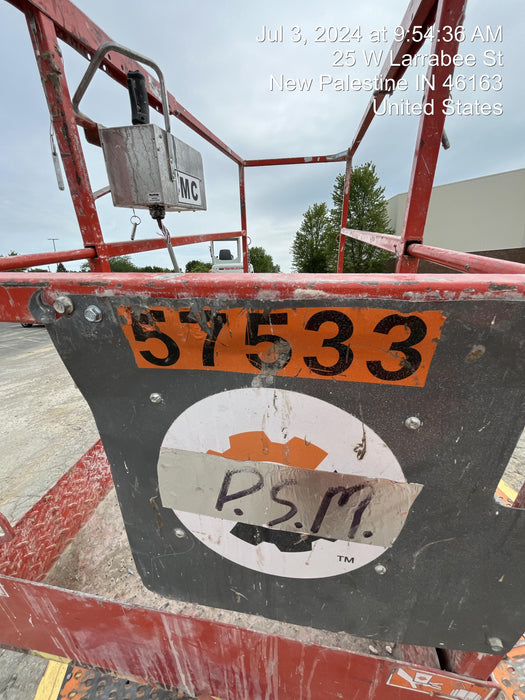 Jul 3, 2024 at 9:54:36 AM
25 W Larrabee St
New Palestine IN 46163
United States
MC
57533
P.S.M.
TM